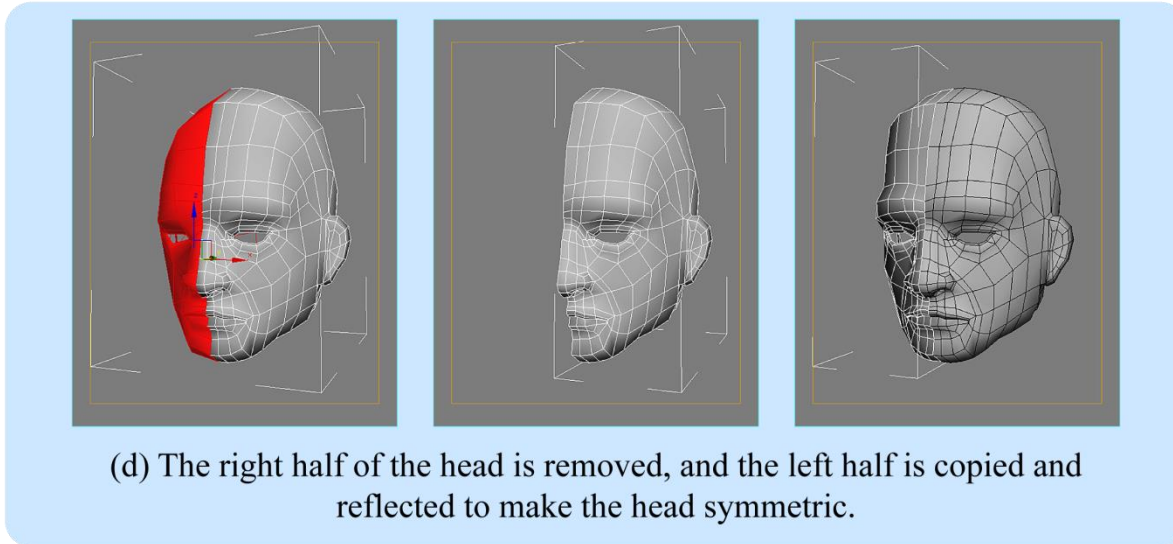 (d) The right half of the head is removed, and the left half is copied and
reflected to make the head symmetric.